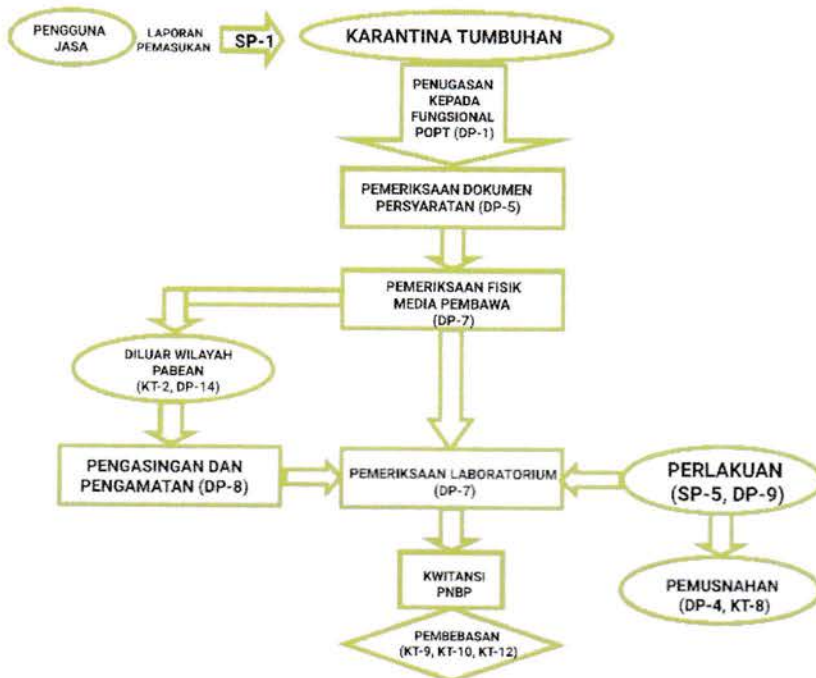 PENGGUNA
JASA
LAPORAN
PEMASUKAN
SP-1
KARANTINA TUMBUHAN
PENUGASAN
KEPADA
FUNGSIONAL
POPT (DP-1)
PEMERIKSAAN DOKUMEN
PERSYARATAN (DP-5)
PEMERIKSAAN FISIK
MEDIA PEMBAWA
(DP-7)
DILUAR WILAYAH
PABEAN
(KT-2, DP-14)
PENGASINGAN DAN
PENGAMATAN (DP-8)
PEMERIKSAAN LABORATORIUM
(DP-7)
PERLAKUAN
(SP-5, DP-9)
KWITANSI
PNBP
PEMUSNAHAN
(DP-4, KT-8)
PEMBEBASAN
(KT-9, KT-10, KT-12)